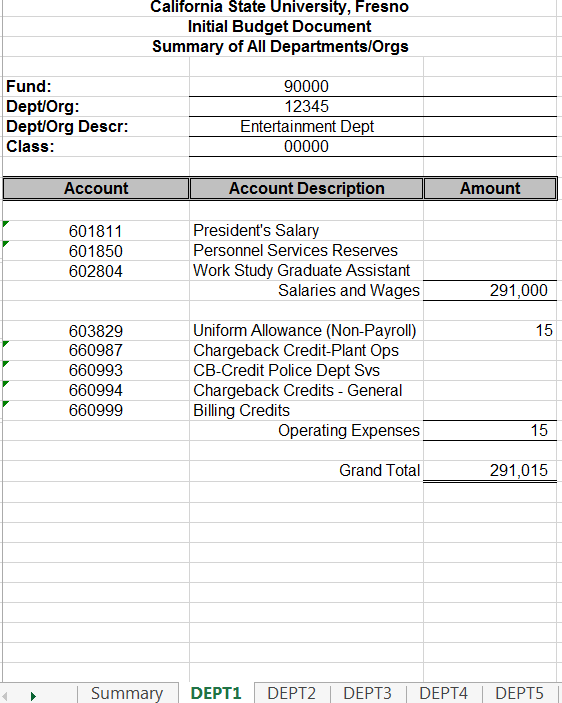 California State University, Fresno
Initial Budget Document
Summary of All Departments/Orgs
Fund: 90000
Dept/Org: 12345
Dept/Org Descr: Entertainment Dept
Class: 00000
Account Account Description Amount
601811 President's Salary
601850 Personnel Services Reserves
602804 Work Study Graduate Assistant
Salaries and Wages 291,000
603829 Uniform Allowance (Non-Payroll) 15
660987 Chargeback Credit-Plant Ops
660993 CB-Credit Police Dept Svs
660994 Chargeback Credits - General
660999 Billing Credits
Operating Expenses 15
Grand Total 291,015
Summary DEPT1 DEPT2 DEPT3 DEPT4 DEPT5